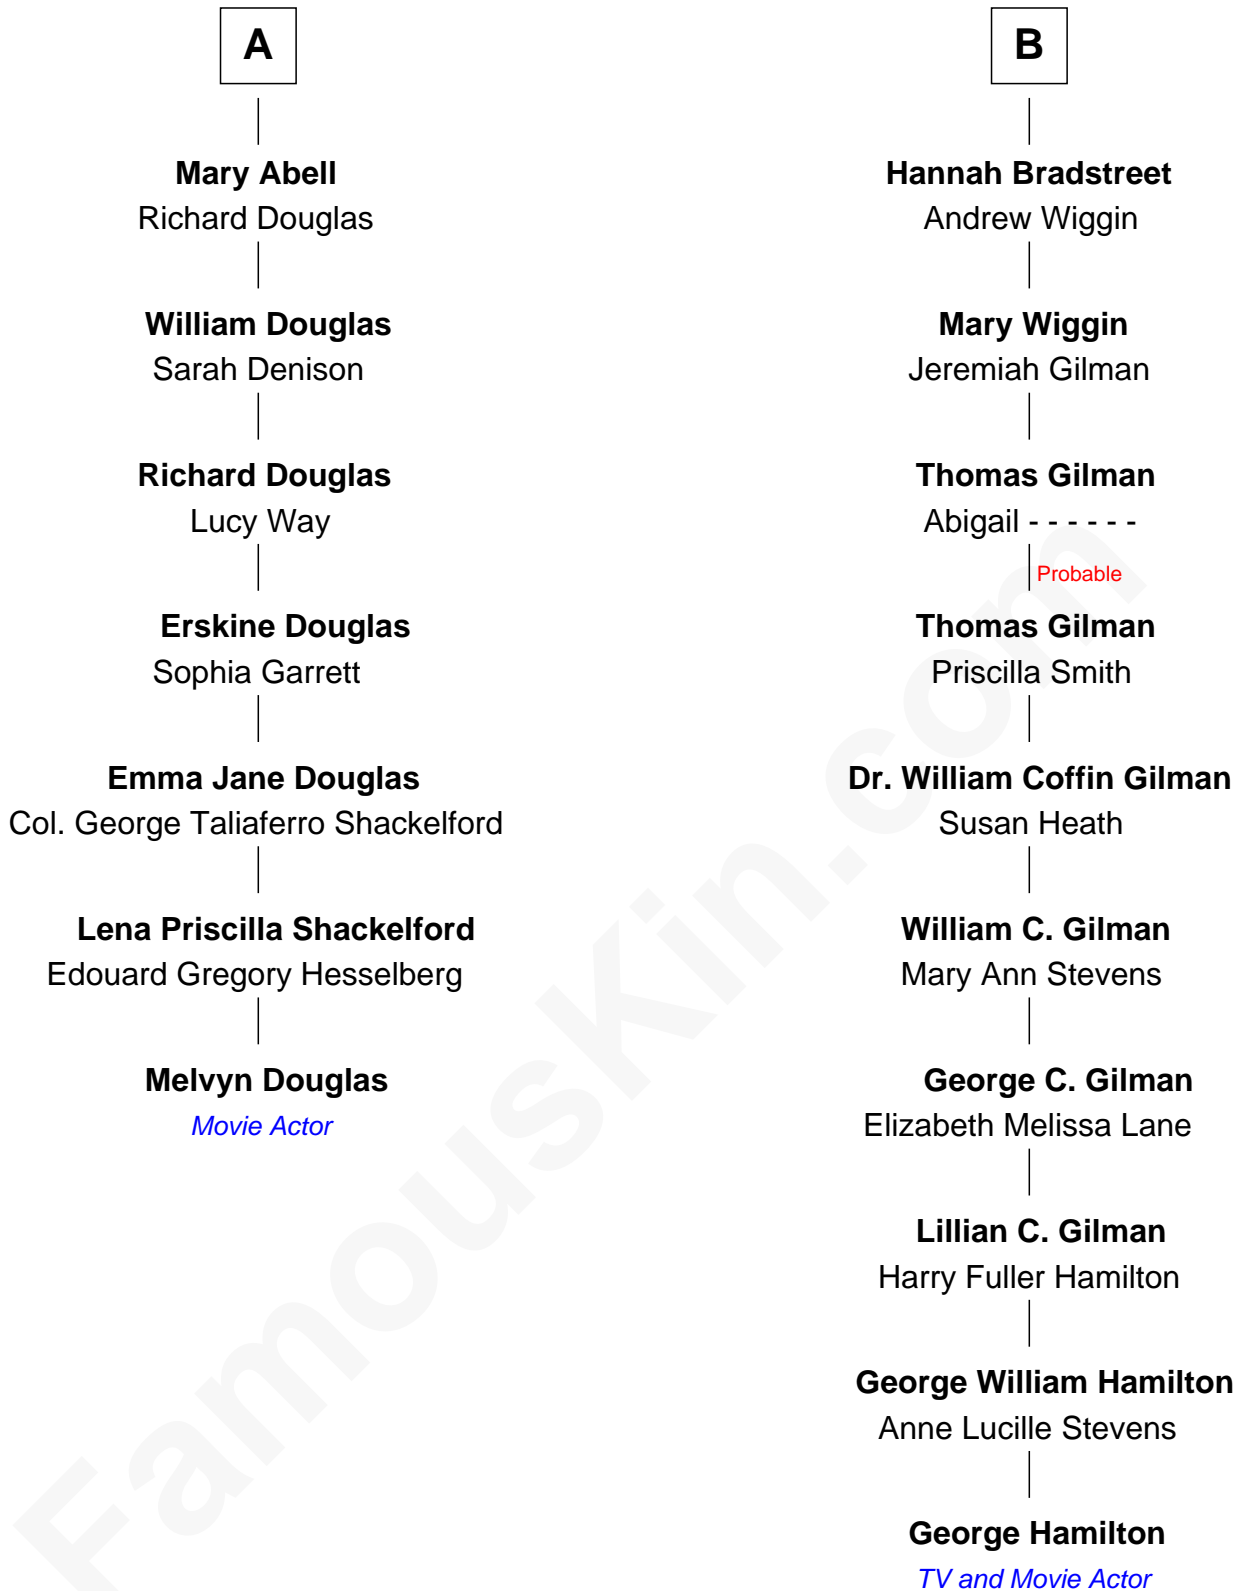 A
Mary Abell
Richard Douglas
William Douglas
Sarah Denison
Richard Douglas
Lucy Way
Erskine Douglas
Sophia Garrett
Emma Jane Douglas
Col. George Taliaferro Shackelford
Lena Priscilla Shackelford
Edouard Gregory Hesselberg
Melvyn Douglas
Movie Actor
B
Hannah Bradstreet
Andrew Wiggin
Mary Wiggin
Jeremiah Gilman
Thomas Gilman
Abigail - - - - - -
Probable
Thomas Gilman
Priscilla Smith
Dr. William Coffin Gilman
Susan Heath
William C. Gilman
Mary Ann Stevens
George C. Gilman
Elizabeth Melissa Lane
Lillian C. Gilman
Harry Fuller Hamilton
George William Hamilton
Anne Lucille Stevens
George Hamilton
TV and Movie Actor
FamousKin.com